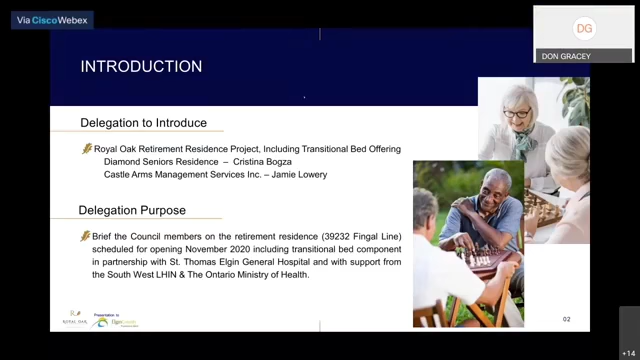 Via Cisco Webex
DG
DON GRACEY
INTRODUCTION
Delegation to Introduce
Royal Oak Retirement Residence Project, Including Transitional Bed Offering
Diamond Seniors Residence – Cristina Bogza
Castle Arms Management Services Inc. – Jamie Lowery
Delegation Purpose
Brief the Council members on the retirement residence (39232 Fingal Line)
scheduled for opening November 2020 including transitional bed component
in partnership with St. Thomas Elgin General Hospital and with support from
the South West LHIN & The Ontario Ministry of Health.
ROYAL OAK
Presentation to
02
+14